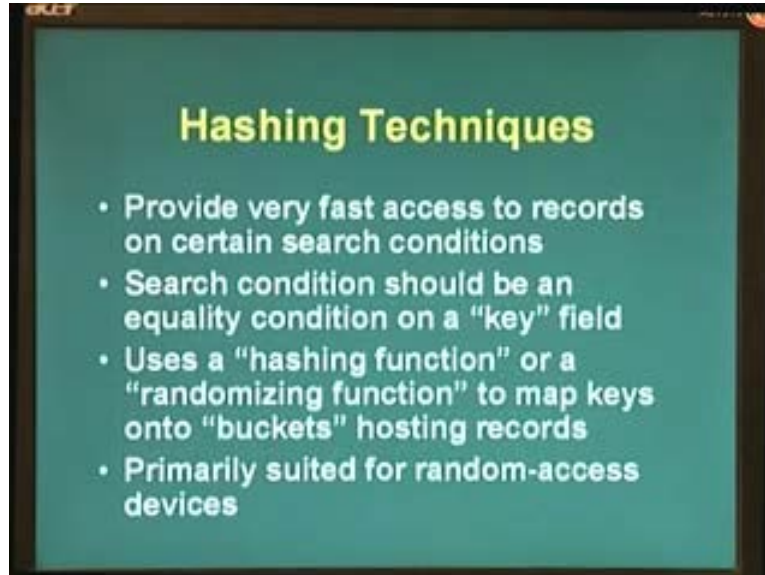 acer
Hashing Techniques
• Provide very fast access to records
on certain search conditions
• Search condition should be an
equality condition on a “key” field
• Uses a “hashing function” or a
“randomizing function” to map keys
onto “buckets” hosting records
• Primarily suited for random-access
devices